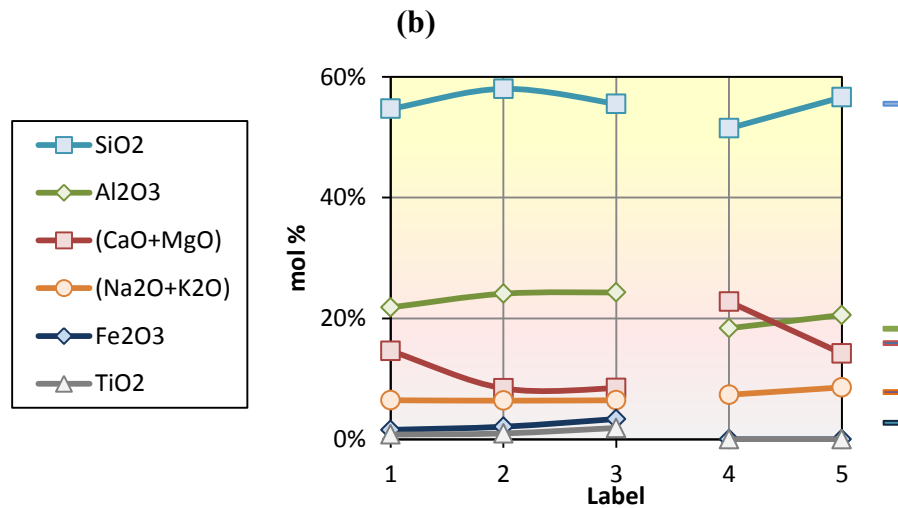 (b)
SiO2
Al2O3
(CaO+MgO)
(Na2O+K2O)
Fe2O3
TiO2
mol %
60%
40%
20%
0%
1 2 3 4 5
Label